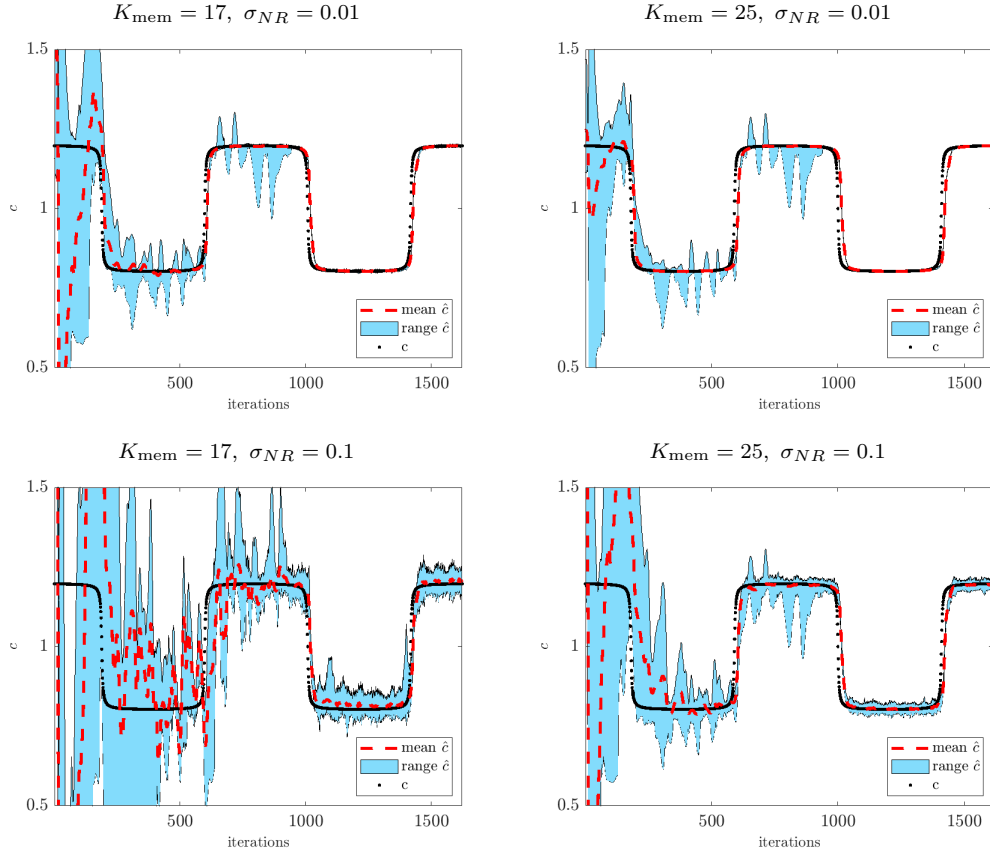 K_mem = 17, σ_NR = 0.01
1.5
1
0.5
c
500
1000
1500
iterations
mean ĉ
range ĉ
c
K_mem = 25, σ_NR = 0.01
1.5
1
0.5
c
500
1000
1500
iterations
mean ĉ
range ĉ
c
K_mem = 17, σ_NR = 0.1
1.5
1
0.5
c
500
1000
1500
iterations
mean ĉ
range ĉ
c
K_mem = 25, σ_NR = 0.1
1.5
1
0.5
c
500
1000
1500
iterations
mean ĉ
range ĉ
c